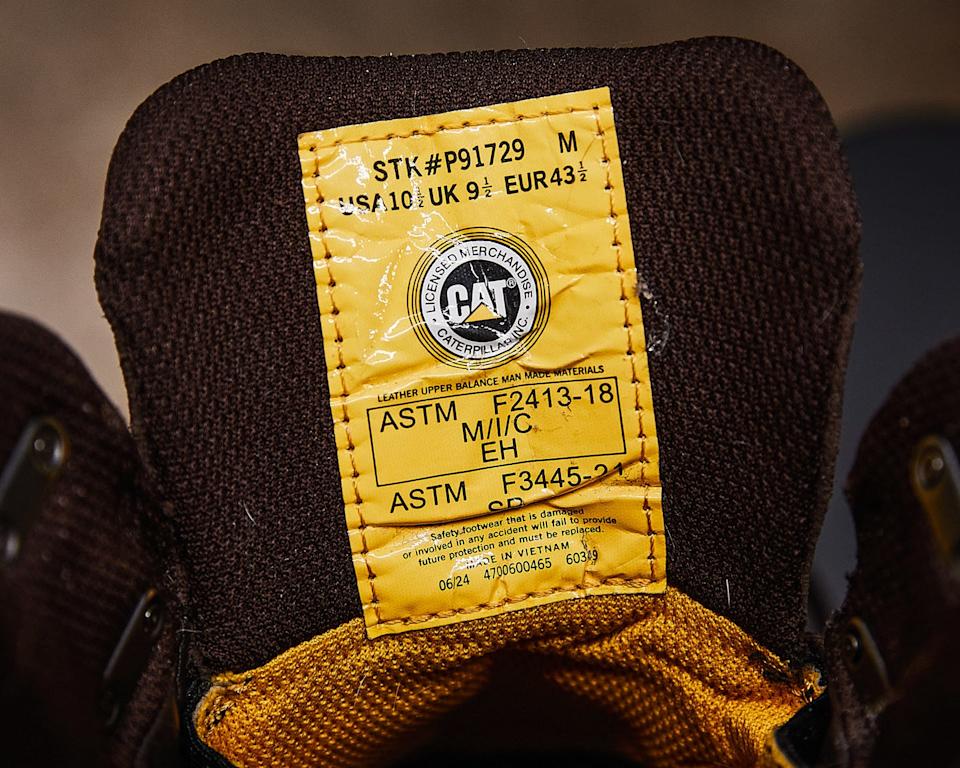 STK#P91729 M
USA10½ UK 9½ EUR43½
LICENSED MERCHANDISE
CAT®
CATERPILLAR INC.
LEATHER UPPER BALANCE MAN MADE MATERIALS
ASTM F2413-18
M/I/C
EH
ASTM F3445-21
SR
Safety footwear that is damaged
or involved in any accident will fail to provide
future protection and must be replaced.
MADE IN VIETNAM
06/24 4700600465